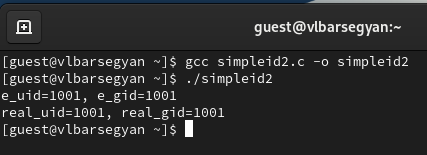 guest@vlbarsegyan:~
[guest@vlbarsegyan ~]$ gcc simpleid2.c -o simpleid2
[guest@vlbarsegyan ~]$ ./simpleid2
e_uid=1001, e_gid=1001
real_uid=1001, real_gid=1001
[guest@vlbarsegyan ~]$